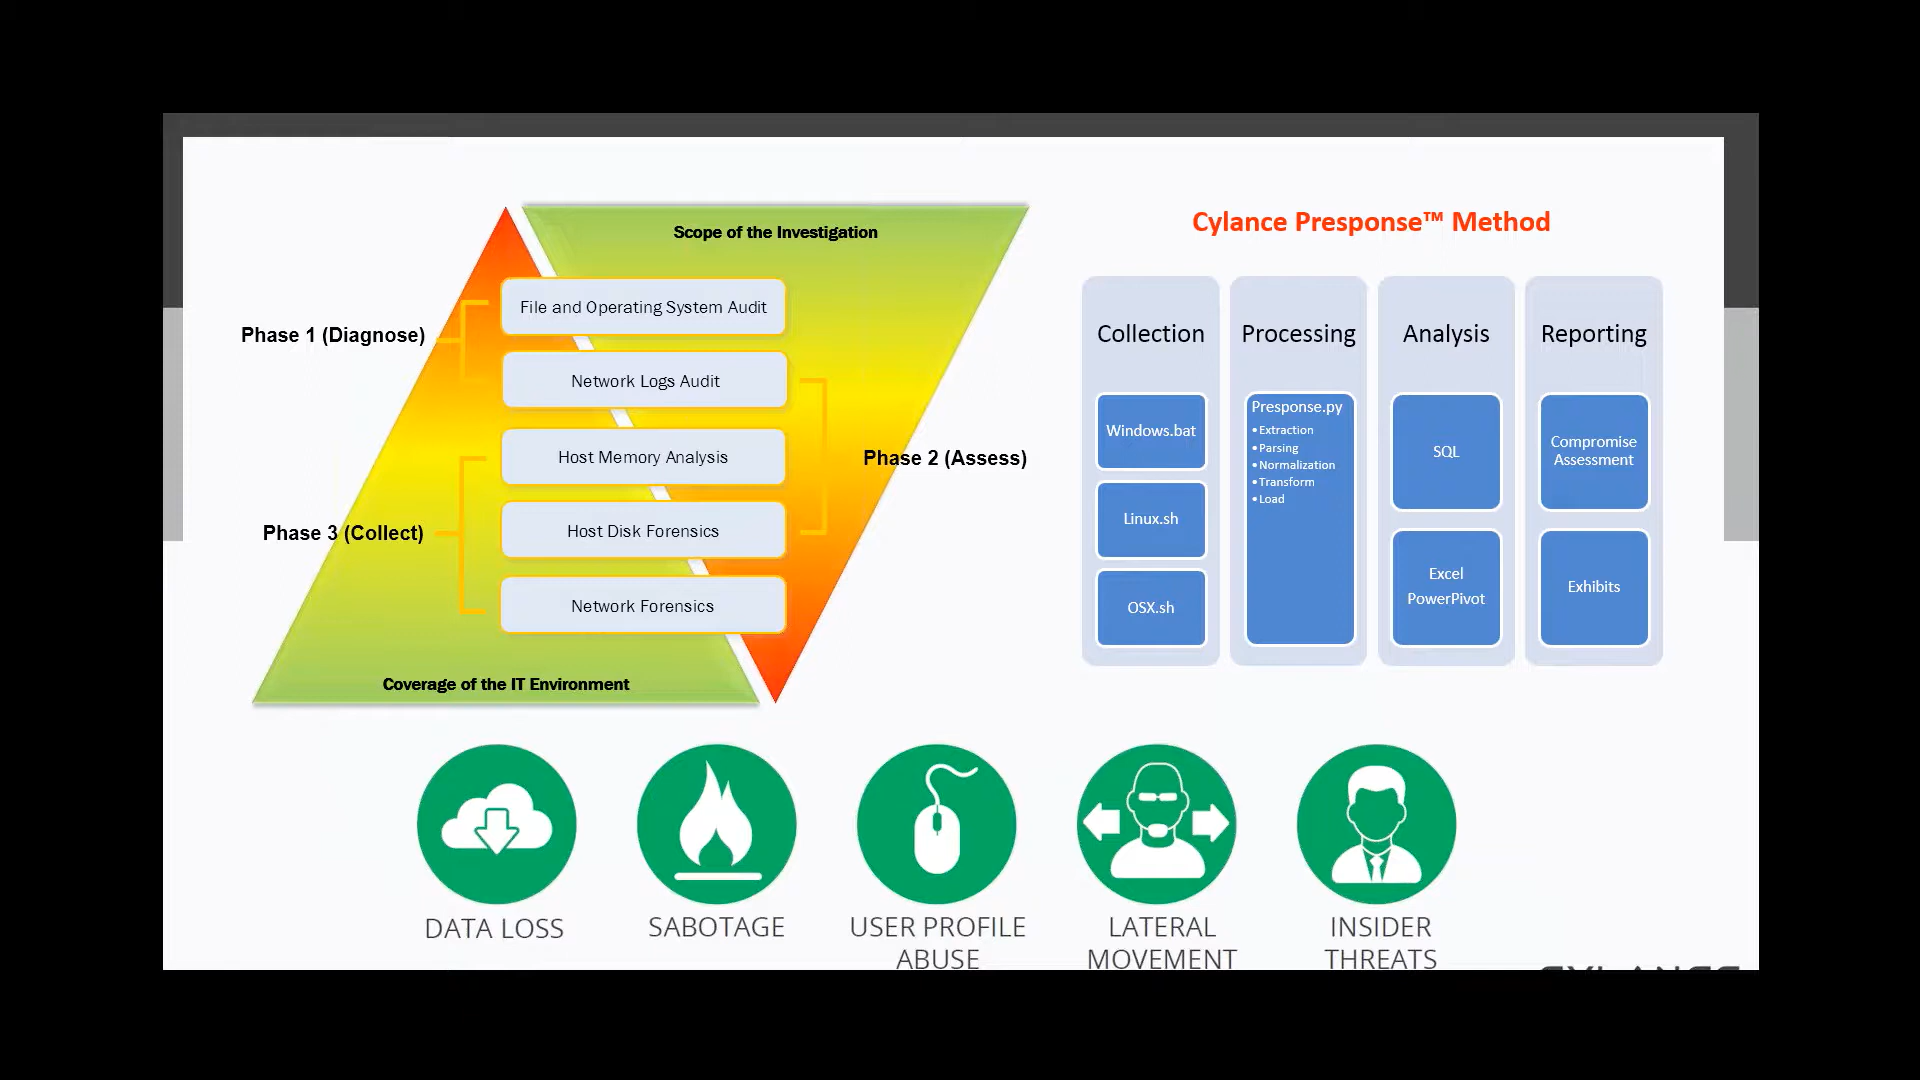 Scope of the Investigation
File and Operating System Audit
Phase 1 (Diagnose)
Network Logs Audit
Host Memory Analysis
Phase 2 (Assess)
Host Disk Forensics
Phase 3 (Collect)
Network Forensics
Coverage of the IT Environment
Cylance Presponse™ Method
Collection
Windows.bat
Linux.sh
OSX.sh
Processing
Presponse.py
• Extraction
• Parsing
• Normalization
• Transform
• Load
Analysis
SQL
Excel
PowerPivot
Reporting
Compromise
Assessment
Exhibits
DATA LOSS
SABOTAGE
USER PROFILE
ABUSE
LATERAL
MOVEMENT
INSIDER
THREATS